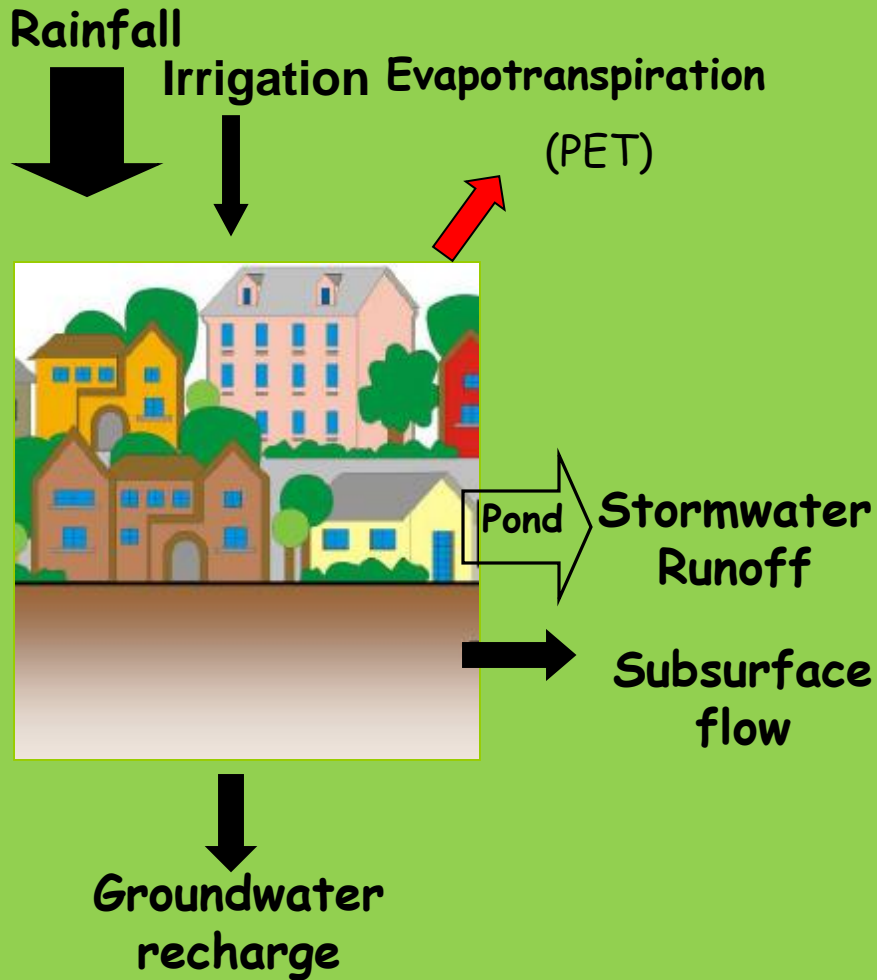 Rainfall
Irrigation
Evapotranspiration
(PET)
Pond
Stormwater
Runoff
Subsurface
flow
Groundwater
recharge